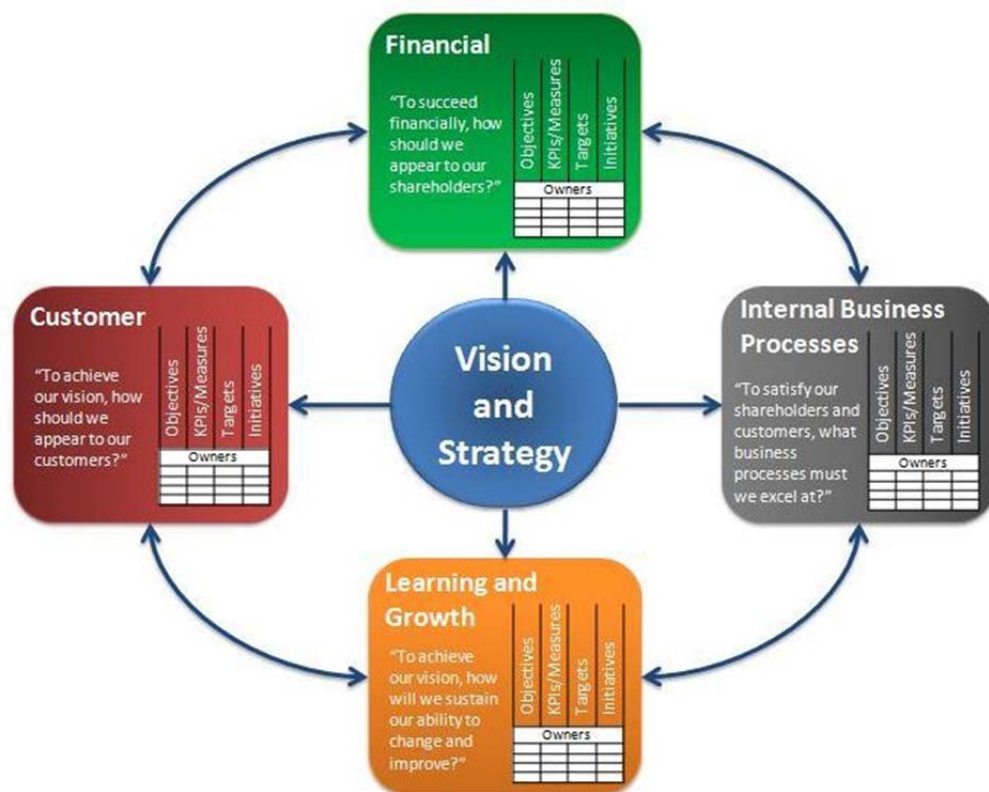 Financial
"To succeed
financially, how
should we
appear to our
shareholders?"
Objectives
KPIs/Measures
Targets
Initiatives
Owners
Customer
"To achieve
our vision, how
should we
appear to our
customers?"
Objectives
KPIs/Measures
Targets
Initiatives
Owners
Vision
and
Strategy
Internal Business
Processes
"To satisfy our
shareholders and
customers, what
business
processes must
we excel at?"
Objectives
KPIs/Measures
Targets
Initiatives
Owners
Learning and
Growth
"To achieve
our vision, how
will we sustain
our ability to
change and
improve?"
Objectives
KPIs/Measures
Targets
Initiatives
Owners